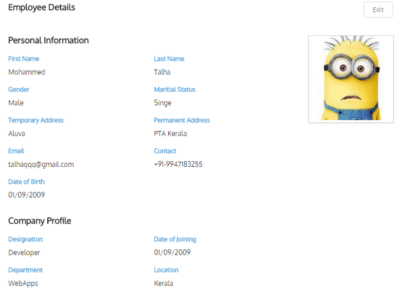 Employee Details
Edit
Personal Information
First Name Last Name
Mohammed Talha
Gender Maritial Status
Male Singe
Temporary Address Permanent Address
Aluva PTA Kerala
Email Contact
talhaqqq@gmail.com +91-9947183255
Date of Birth
01/09/2009
Company Profile
Designation Date of Joining
Developer 01/09/2009
Department Location
WebApps Kerala